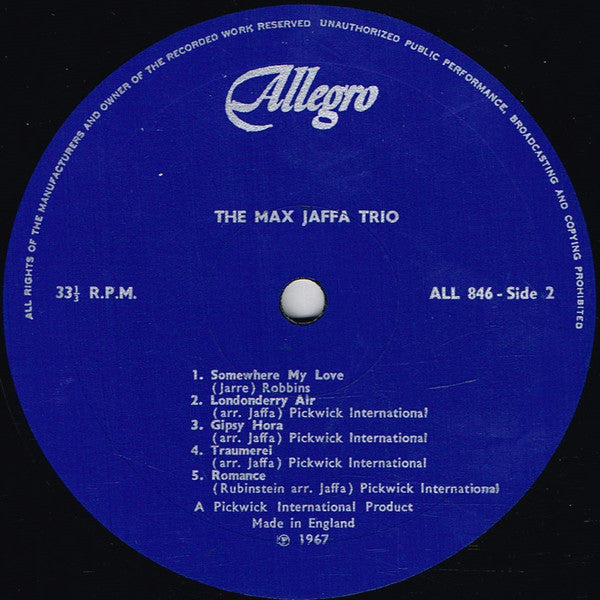 ALL RIGHTS OF THE MANUFACTURERS AND OWNER OF THE RECORDED WORK RESERVED UNAUTHORIZED PUBLIC PERFORMANCE, BROADCASTING AND COPYING PROHIBITED
Allegro
THE MAX JAFFA TRIO
33⅓ R.P.M.
ALL 846 - Side 2
1. Somewhere My Love
(Jarre) Robbins
2. Londonderry Air
(arr. Jaffa) Pickwick International
3. Gipsy Hora
(arr. Jaffa) Pickwick International
4. Traumerei
(arr. Jaffa) Pickwick International
5. Romance
(Rubinstein arr. Jaffa) Pickwick International
A Pickwick International Product
Made in England
℗ 1967